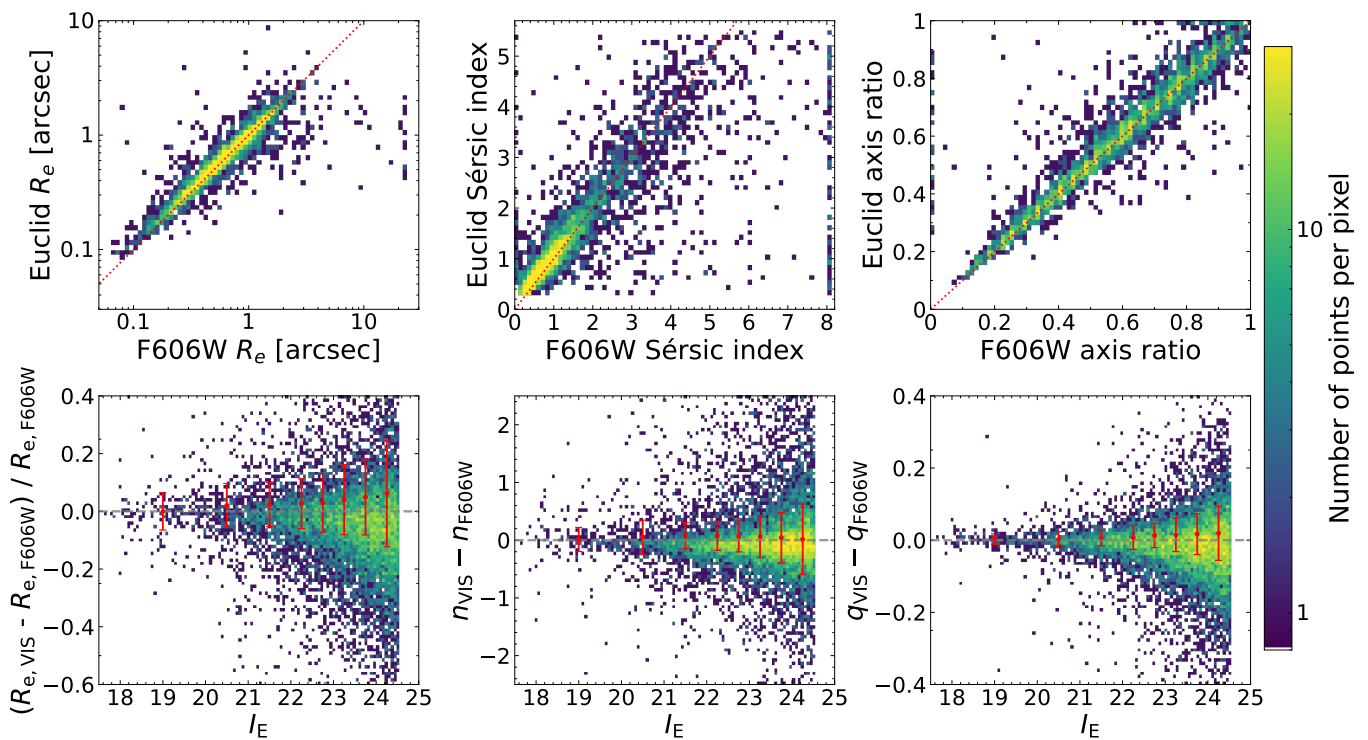 10
1
0.1
Euclid R_e [arcsec]
0.1 1 10
F606W R_e [arcsec]
5
4
3
2
1
0
Euclid Sérsic index
0 1 2 3 4 5 6 7 8
F606W Sérsic index
1
0.8
0.6
0.4
0.2
0
Euclid axis ratio
0 0.2 0.4 0.6 0.8 1
F606W axis ratio
10
1
Number of points per pixel
0.4
0.2
0.0
−0.2
−0.4
−0.6
(R_e, VIS - R_e, F606W) / R_e, F606W
18 19 20 21 22 23 24 25
I_E
2
1
0
−1
−2
n_VIS − n_F606W
18 19 20 21 22 23 24 25
I_E
0.4
0.2
0.0
−0.2
−0.4
q_VIS − q_F606W
18 19 20 21 22 23 24 25
I_E